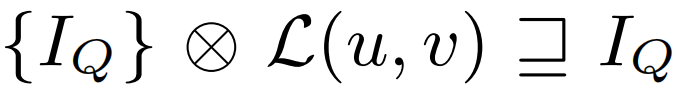 {I_Q} ⊗ 𝓛(u, v) ⊒ I_Q